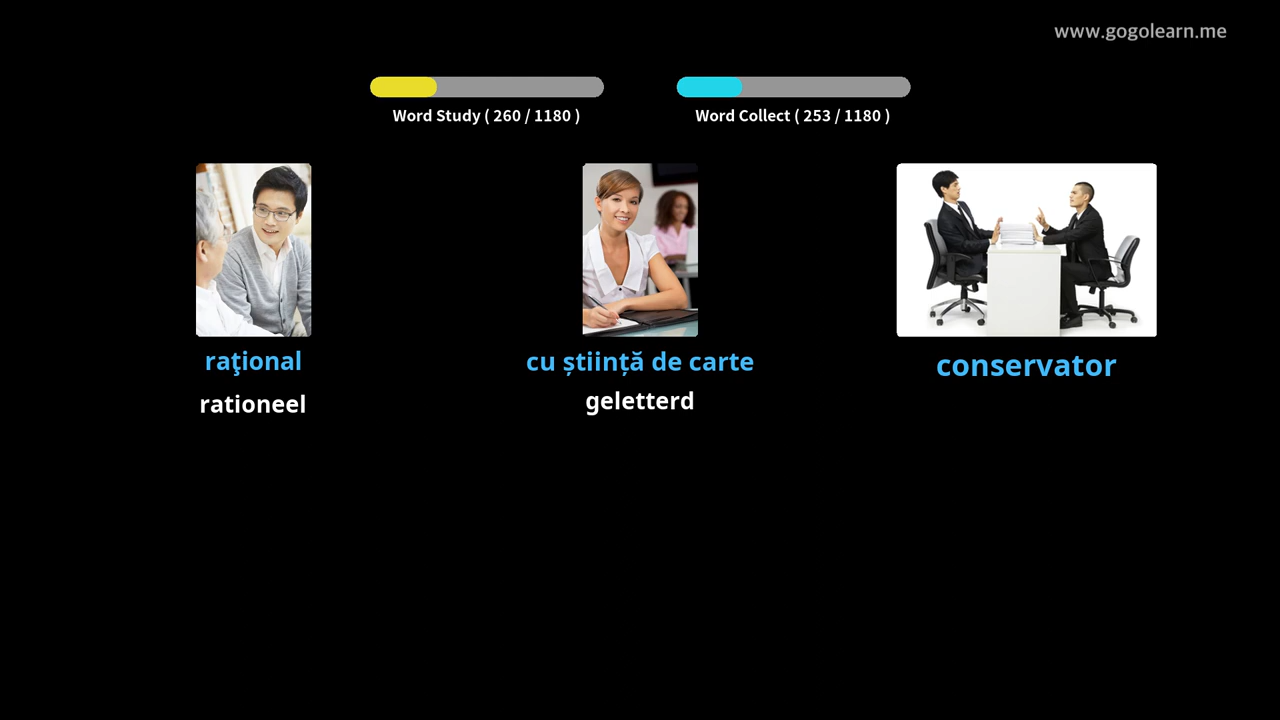 www.gogolearn.me
Word Study ( 260 / 1180 )
Word Collect ( 253 / 1180 )
raţional
cu știință de carte
conservator
rationeel
geletterd